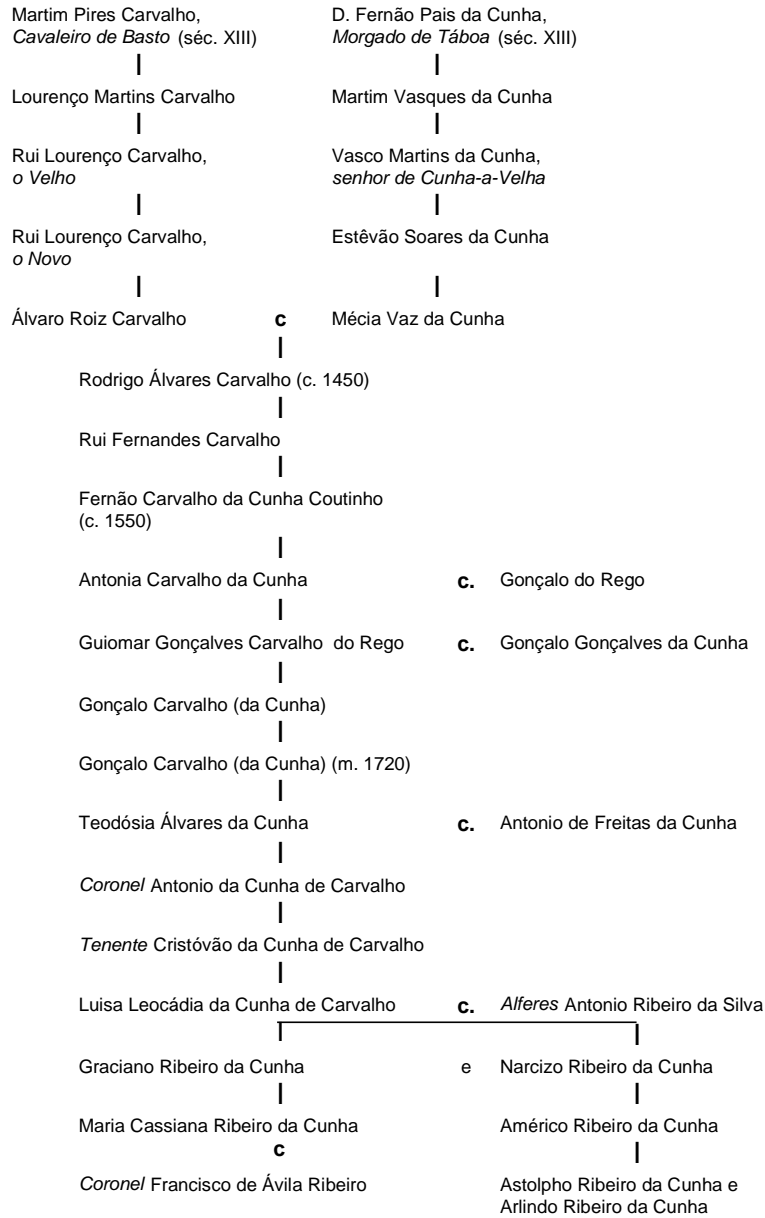 Martim Pires Carvalho, D. Fernão Pais da Cunha,
Cavaleiro de Basto (séc. XIII) Morgado de Táboa (séc. XIII)
Lourenço Martins Carvalho Martim Vasques da Cunha
Rui Lourenço Carvalho, Vasco Martins da Cunha,
o Velho senhor de Cunha-a-Velha
Rui Lourenço Carvalho, Estêvão Soares da Cunha
o Novo
Álvaro Roiz Carvalho c Mécia Vaz da Cunha
Rodrigo Álvares Carvalho (c. 1450)
Rui Fernandes Carvalho
Fernão Carvalho da Cunha Coutinho
(c. 1550)
Antonia Carvalho da Cunha c. Gonçalo do Rego
Guiomar Gonçalves Carvalho do Rego c. Gonçalo Gonçalves da Cunha
Gonçalo Carvalho (da Cunha)
Gonçalo Carvalho (da Cunha) (m. 1720)
Teodósia Álvares da Cunha c. Antonio de Freitas da Cunha
Coronel Antonio da Cunha de Carvalho
Tenente Cristóvão da Cunha de Carvalho
Luisa Leocádia da Cunha de Carvalho c. Alferes Antonio Ribeiro da Silva
Graciano Ribeiro da Cunha e Narcizo Ribeiro da Cunha
Maria Cassiana Ribeiro da Cunha Américo Ribeiro da Cunha
c
Coronel Francisco de Ávila Ribeiro Astolpho Ribeiro da Cunha e
Arlindo Ribeiro da Cunha